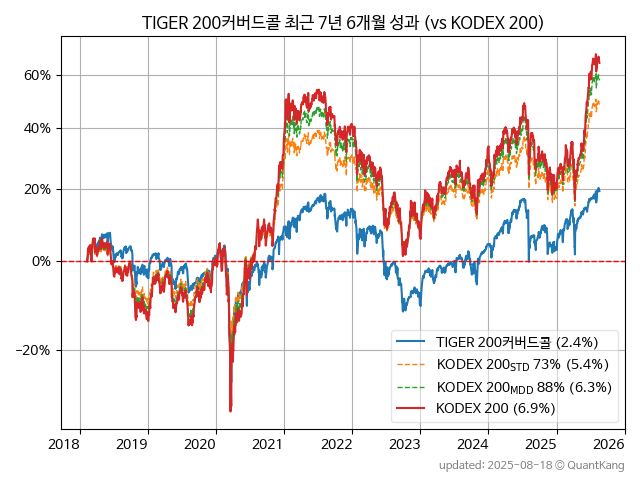 TIGER 200커버드콜 최근 7년 6개월 성과 (vs KODEX 200)
60%
40%
20%
0%
−20%
TIGER 200커버드콜 (2.4%)
KODEX 200STD 73% (5.4%)
KODEX 200MDD 88% (6.3%)
KODEX 200 (6.9%)
2018 2019 2020 2021 2022 2023 2024 2025 2026
updated: 2025-08-18 © QuantKang